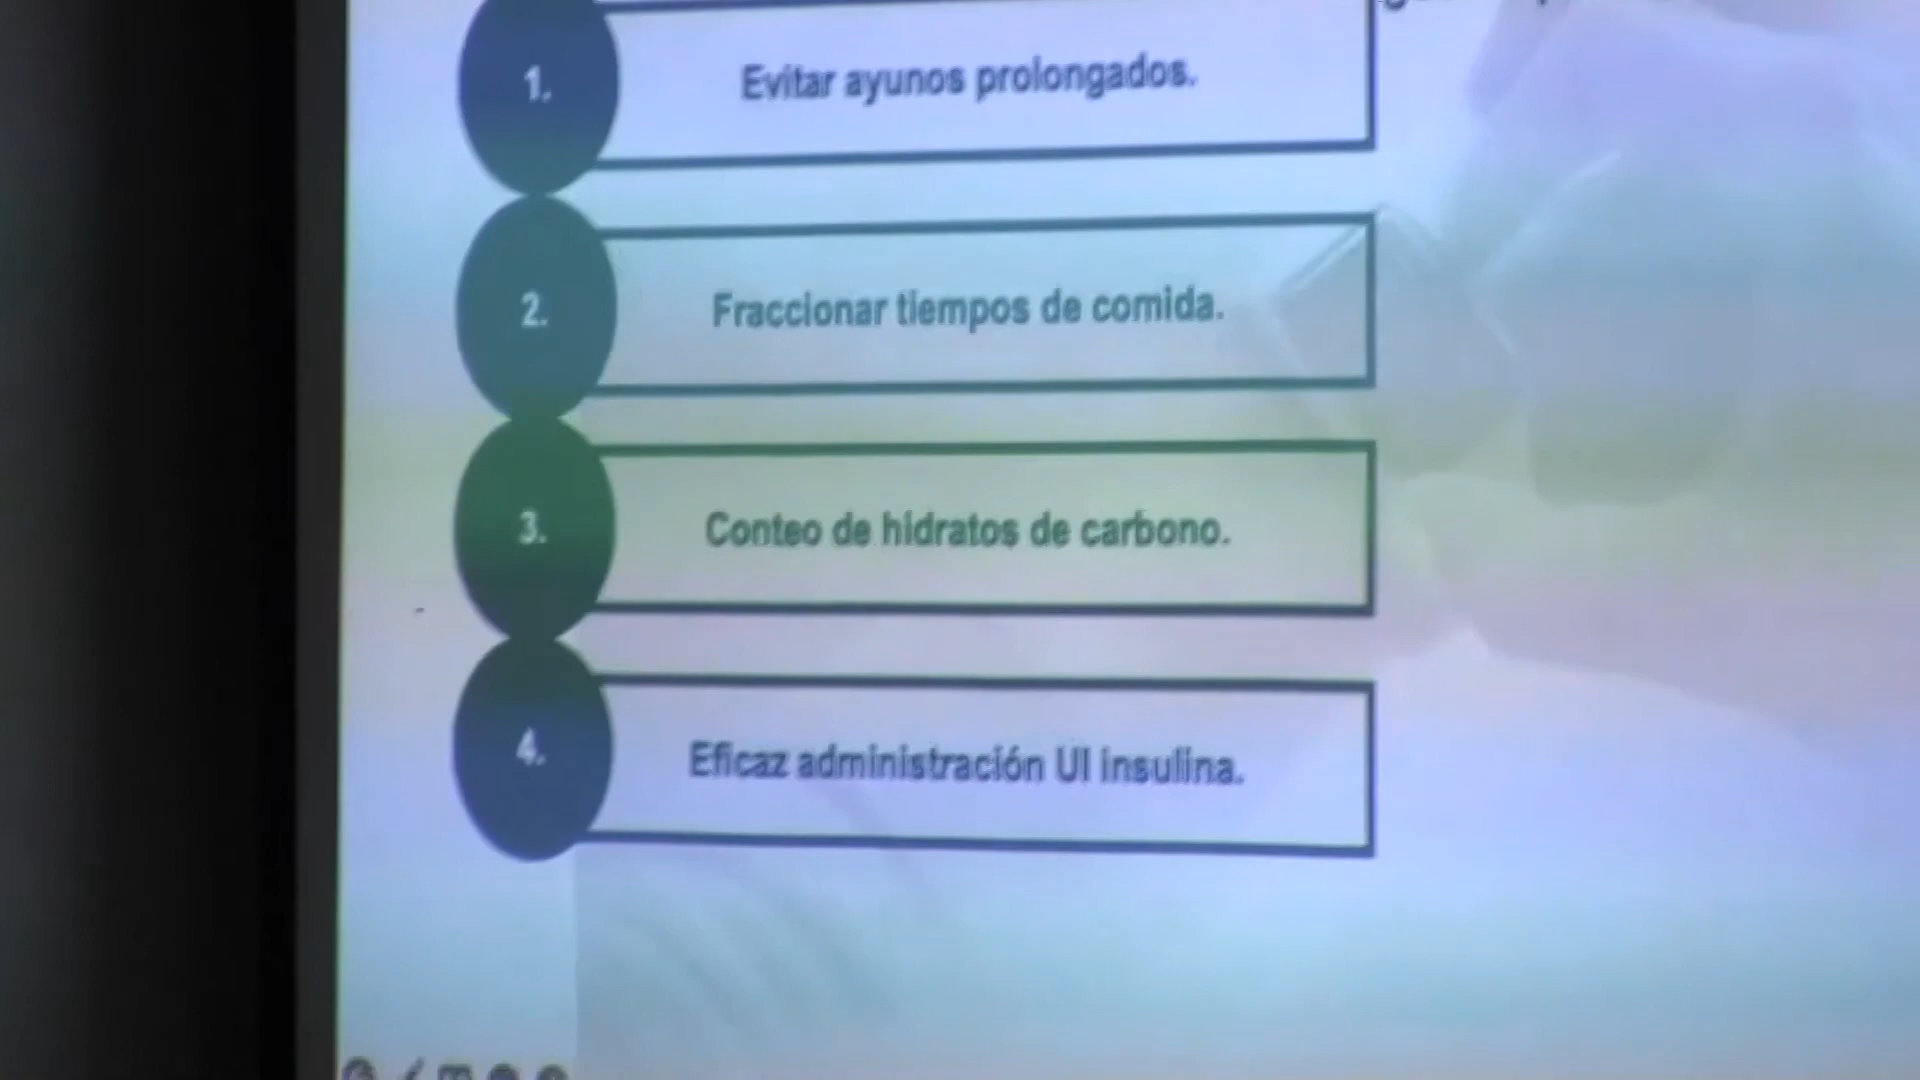 1.
Evitar ayunos prolongados.
2.
Fraccionar tiempos de comida.
3.
Conteo de hidratos de carbono.
4.
Eficaz administración UI insulina.